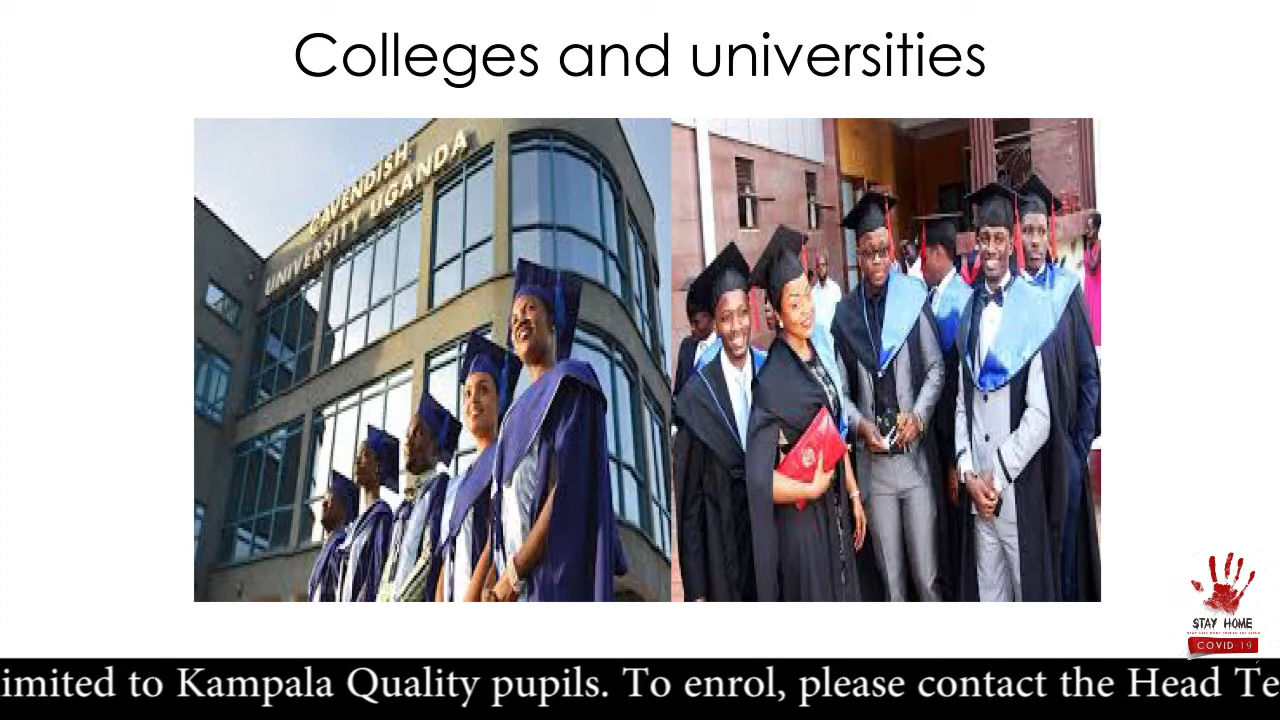 Colleges and universities
CAVENDISH
UNIVERSITY UGANDA
STAY HOME
COVID 19
imited to Kampala Quality pupils. To enrol, please contact the Head Te